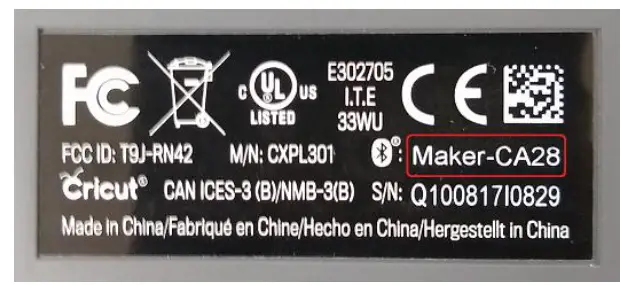 FC
C UL US
LISTED
E302705
I.T.E
33WU
CE
FCC ID: T9J-RN42 M/N: CXPL301 ®: Maker-CA28
Cricut® CAN ICES-3 (B)/NMB-3(B) S/N: Q100817I0829
Made in China/Fabriqué en Chine/Hecho en China/Hergestellt in China